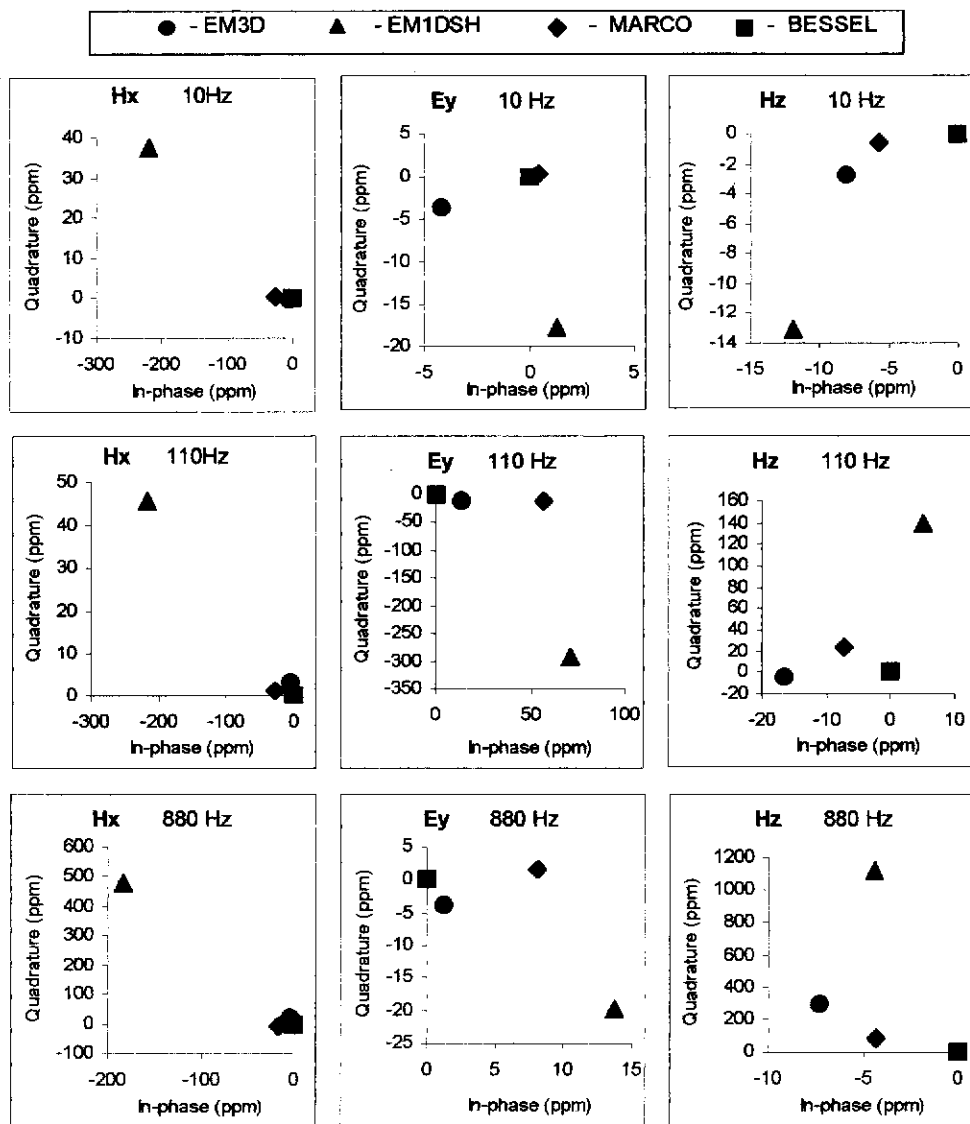 ● - EM3D ▲ - EM1DSH ◆ - MARCO ■ - BESSEL
Hx 10Hz
Quadrature (ppm)
40
30
20
10
0
-10
-300 -200 -100 0
In-phase (ppm)
Ey 10 Hz
Quadrature (ppm)
5
0
-5
-10
-15
-20
-5 0 5
In-phase (ppm)
Hz 10 Hz
Quadrature (ppm)
0
-2
-4
-6
-8
-10
-12
-14
-15 -10 -5 0
In-phase (ppm)
Hx 110Hz
Quadrature (ppm)
50
40
30
20
10
0
-300 -200 -100 0
In-phase (ppm)
Ey 110 Hz
Quadrature (ppm)
0
-50
-100
-150
-200
-250
-300
-350
0 50 100
In-phase (ppm)
Hz 110 Hz
Quadrature (ppm)
160
140
120
100
80
60
40
20
0
-20
-20 -10 0 10
In-phase (ppm)
Hx 880 Hz
Quadrature (ppm)
600
500
400
300
200
100
0
-100
-200 -100 0
In-phase (ppm)
Ey 880 Hz
Quadrature (ppm)
5
0
-5
-10
-15
-20
-25
0 5 10 15
In-phase (ppm)
Hz 880 Hz
Quadrature (ppm)
1200
1000
800
600
400
200
0
-10 -5 0
In-phase (ppm)